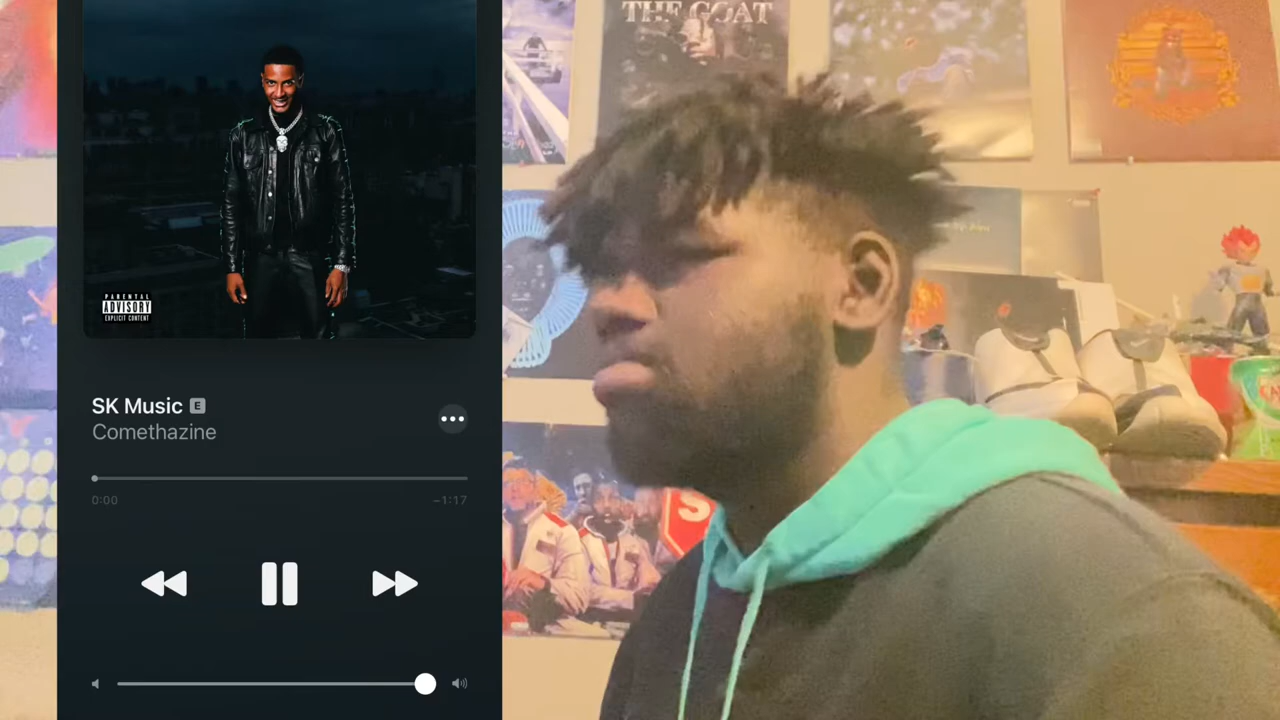 THE GOAT
PARENTAL
ADVISORY
EXPLICIT CONTENT
SK Music E
Comethazine
0:00
-1:17